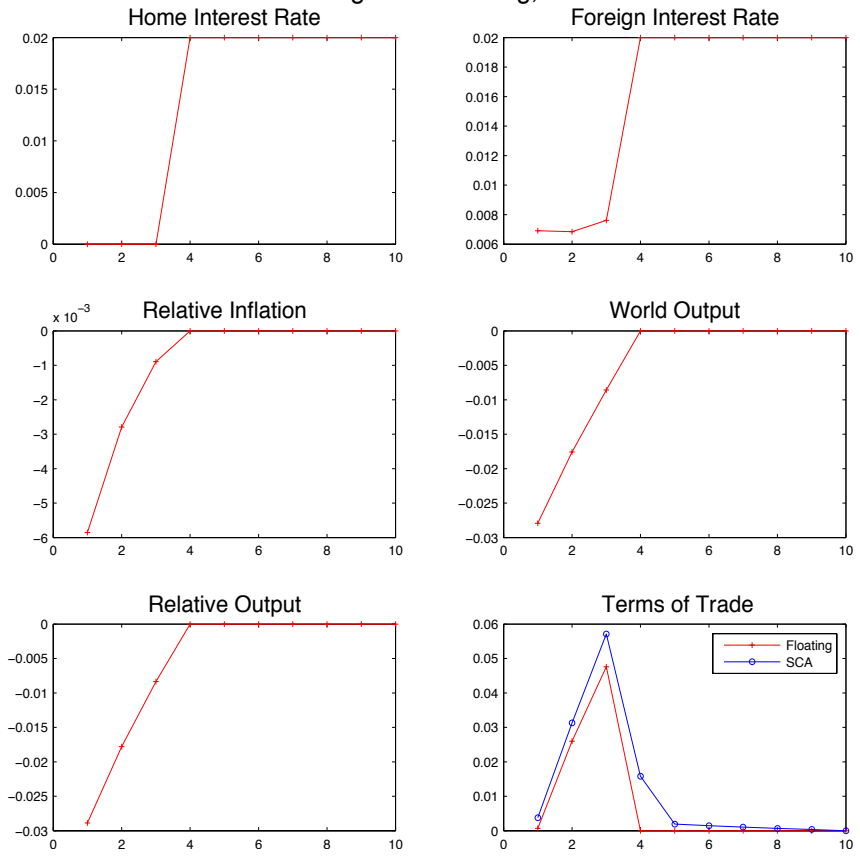 Home Interest Rate
0.02
0.015
0.01
0.005
0
0 2 4 6 8 10
Foreign Interest Rate
0.02
0.018
0.016
0.014
0.012
0.01
0.008
0.006
0 2 4 6 8 10
Relative Inflation
x 10⁻³
0
−1
−2
−3
−4
−5
−6
0 2 4 6 8 10
World Output
0
−0.005
−0.01
−0.015
−0.02
−0.025
−0.03
0 2 4 6 8 10
Relative Output
0
−0.005
−0.01
−0.015
−0.02
−0.025
−0.03
0 2 4 6 8 10
Terms of Trade
0.06
0.05
0.04
0.03
0.02
0.01
0
0 2 4 6 8 10
Floating
SCA